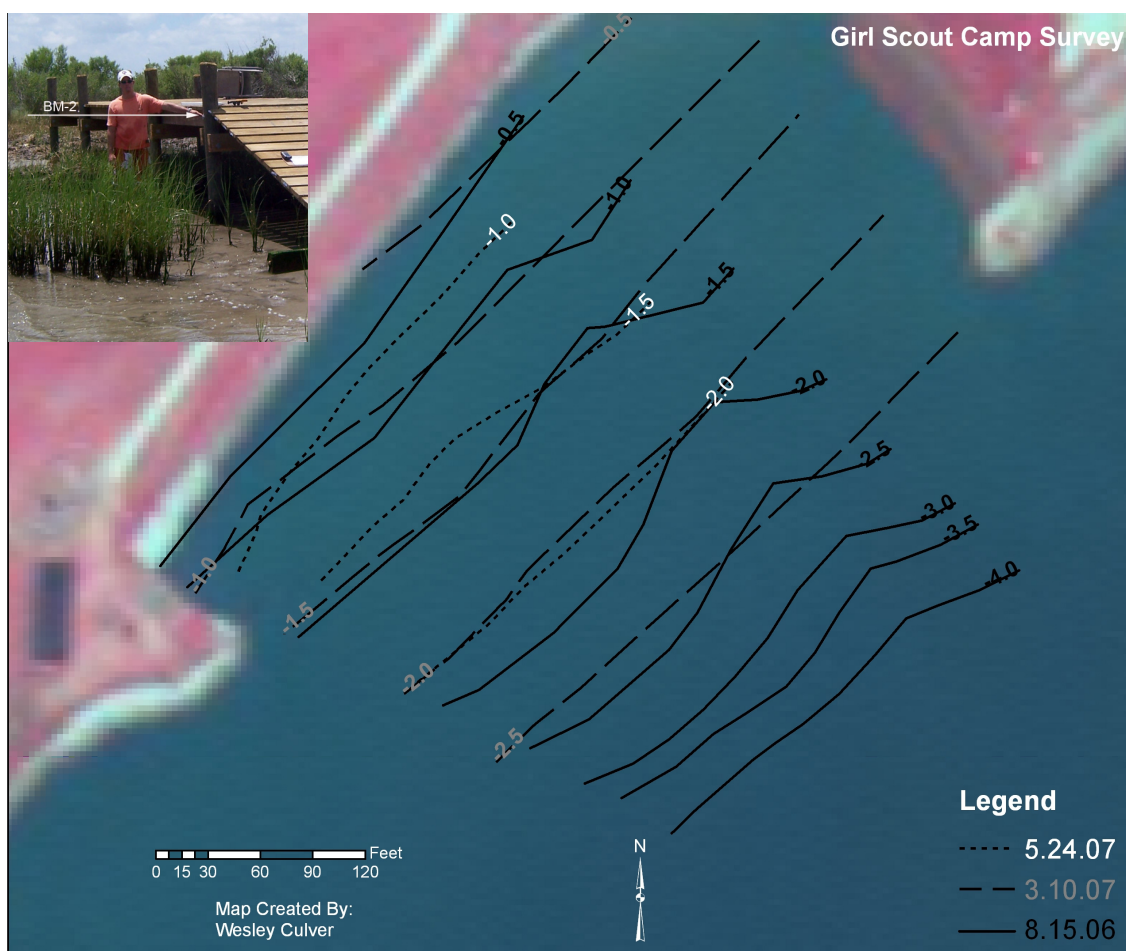 Girl Scout Camp Survey
BM-2
-0.5
-0.5
-1.0
-1.0
-1.5
-1.5
-2.0
-2.0
-2.5
-3.0
-3.5
-4.0
-1.0
-1.5
-2.0
-2.5
Legend
5.24.07
3.10.07
8.15.06
Feet
0 15 30 60 90 120
N
Map Created By:
Wesley Culver